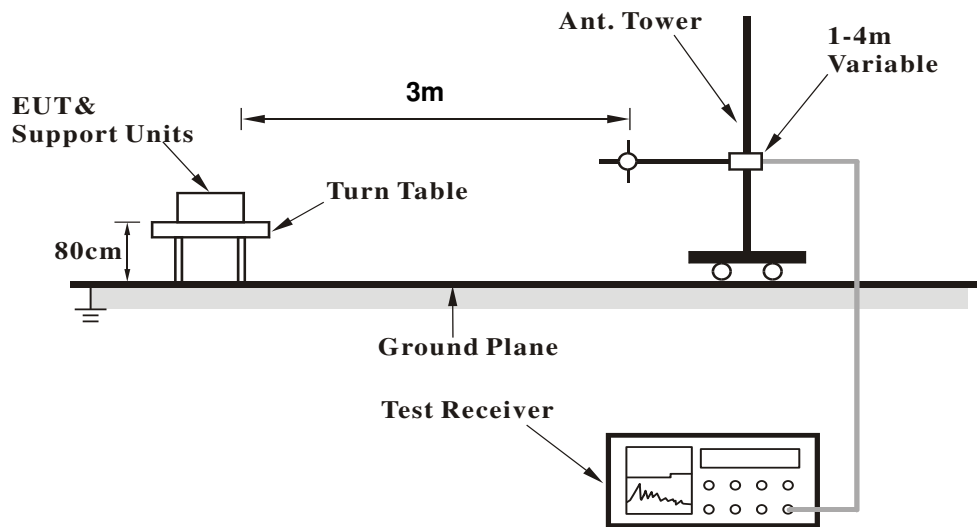 Ant. Tower
1-4m
Variable
3m
EUT&
Support Units
Turn Table
80cm
Ground Plane
Test Receiver